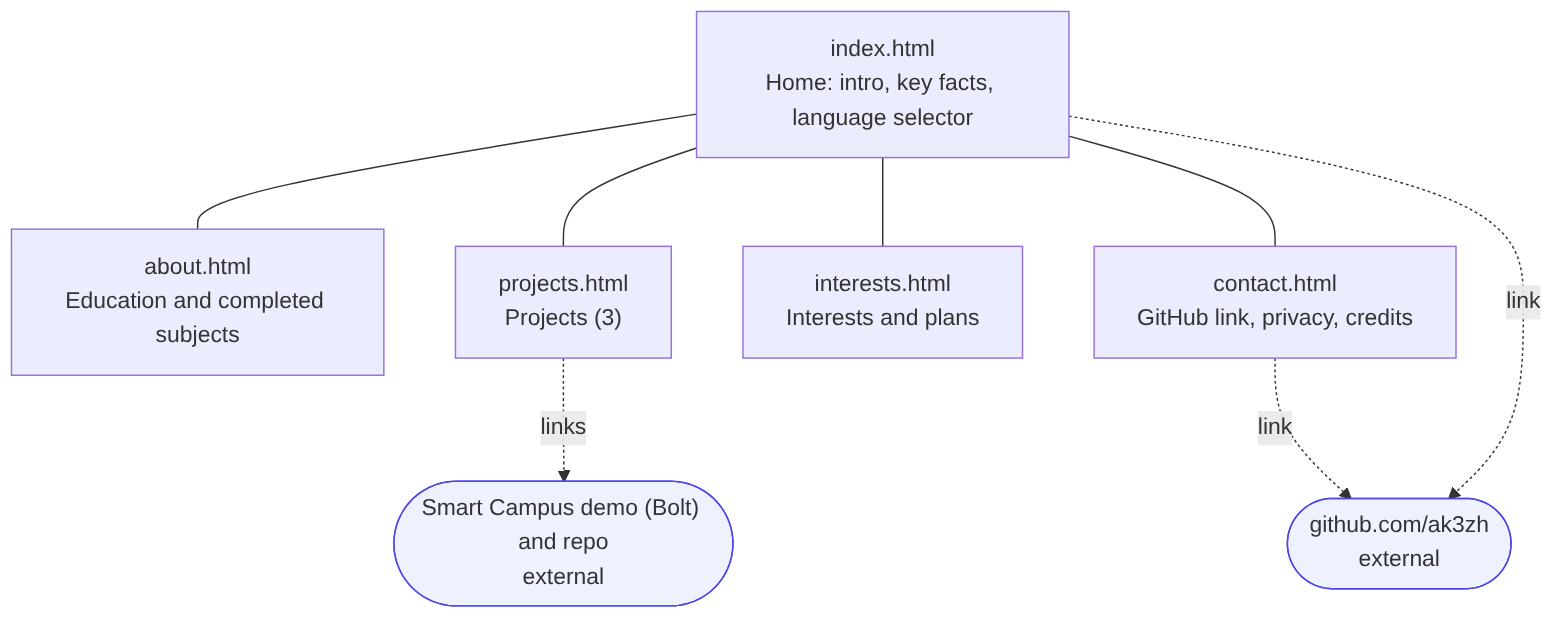 index.html
Home: intro, key facts,
language selector
about.html
Education and completed
subjects
projects.html
Projects (3)
interests.html
Interests and plans
contact.html
GitHub link, privacy, credits
link
links
link
Smart Campus demo (Bolt)
and repo
external
github.com/ak3zh
external